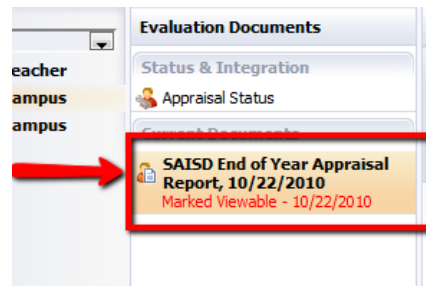 Evaluation Documents
eacher
Status & Integration
ampus
Appraisal Status
ampus
Current Documents
SAISD End of Year Appraisal
Report, 10/22/2010
Marked Viewable - 10/22/2010